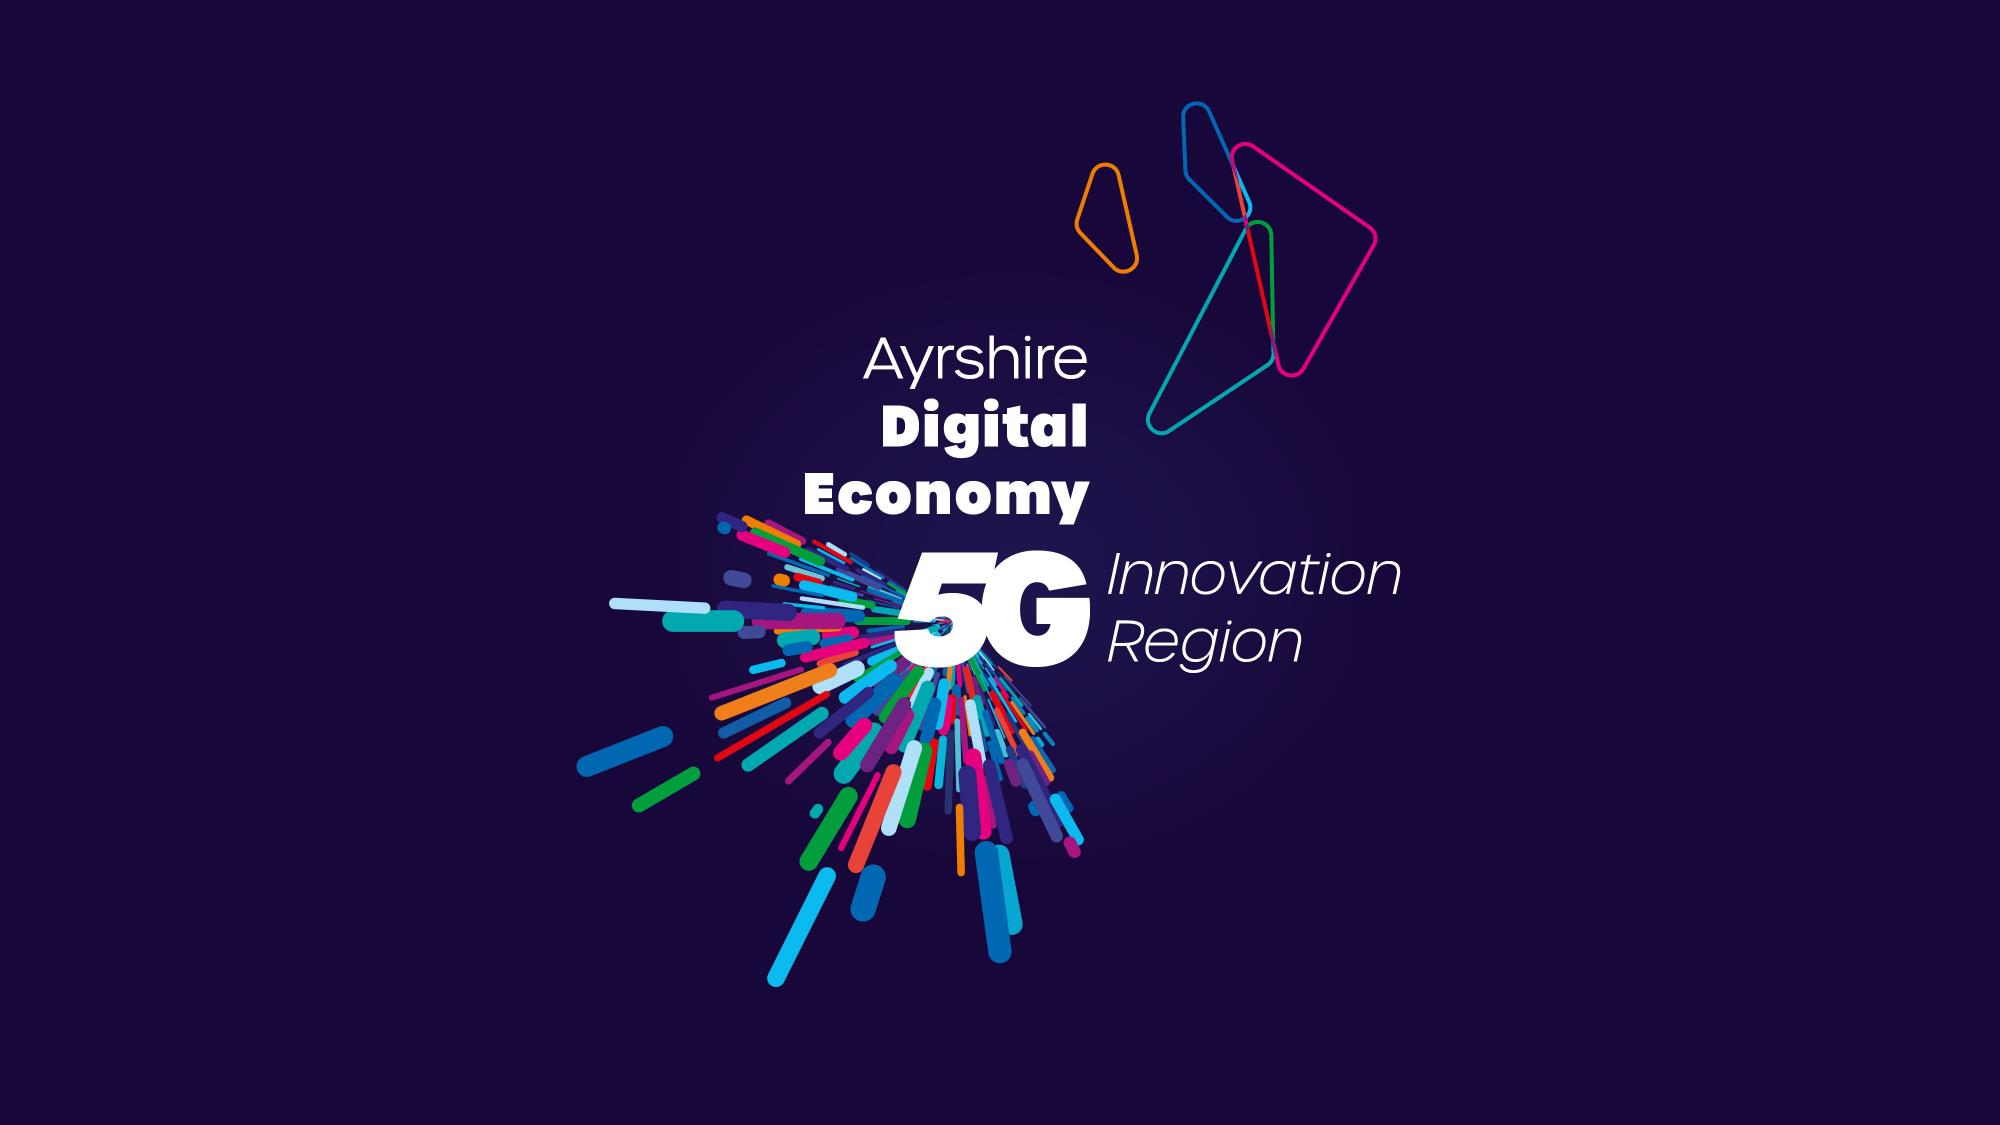 Ayrshire
Digital
Economy
5G Innovation
Region